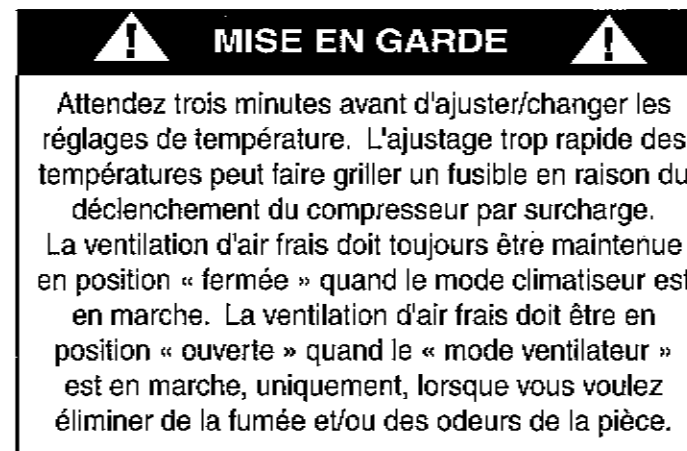 MISE EN GARDE
Attendez trois minutes avant d'ajuster/changer les
réglages de température. L'ajustage trop rapide des
températures peut faire griller un fusible en raison du
déclenchement du compresseur par surcharge.
La ventilation d'air frais doit toujours être maintenue
en position « fermée » quand le mode climatiseur est
en marche. La ventilation d'air frais doit être en
position « ouverte » quand le « mode ventilateur »
est en marche, uniquement, lorsque vous voulez
éliminer de la fumée et/ou des odeurs de la pièce.